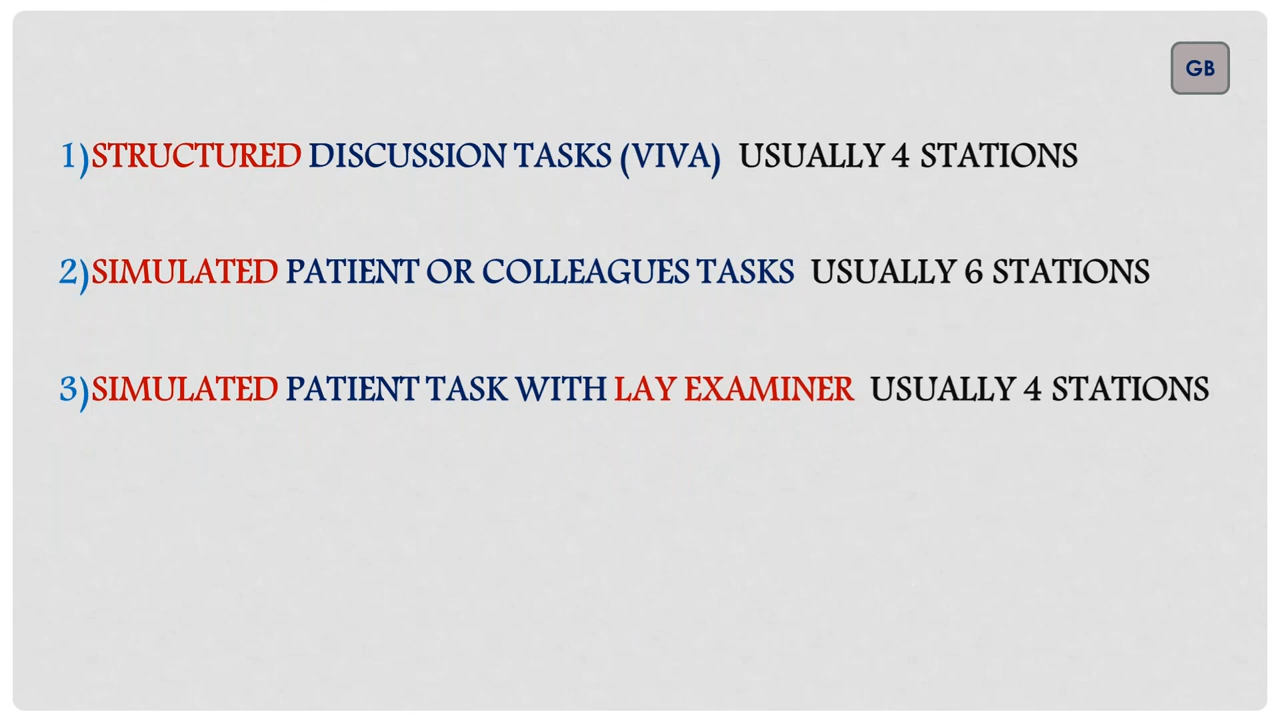 GB
1)STRUCTURED DISCUSSION TASKS (VIVA) USUALLY 4 STATIONS
2)SIMULATED PATIENT OR COLLEAGUES TASKS USUALLY 6 STATIONS
3)SIMULATED PATIENT TASK WITH LAY EXAMINER USUALLY 4 STATIONS